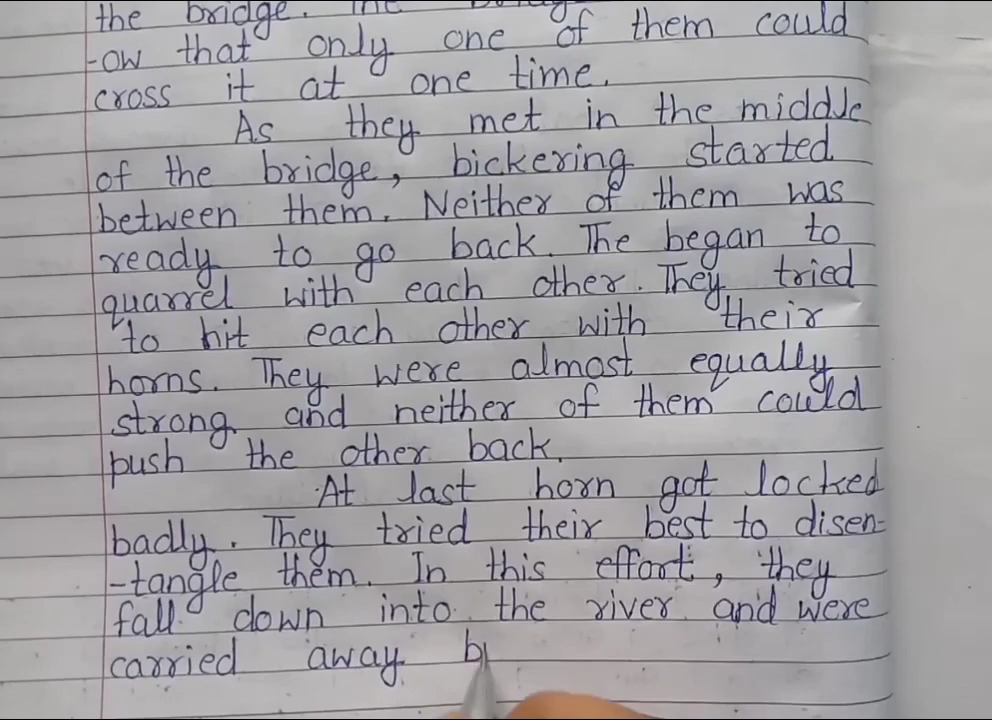 the bridge. The
-ow that only one of them could
cross it at one time.
As they met in the middle
of the bridge, bickering started
between them. Neither of them was
ready to go back. The began to
quarrel with each other. They tried
to hit each other with their
horns. They were almost equally
strong and neither of them could
push the other back.
At last horn got locked
badly. They tried their best to disen-
-tangle them. In this effort, they
fall down into the river and were
carried away